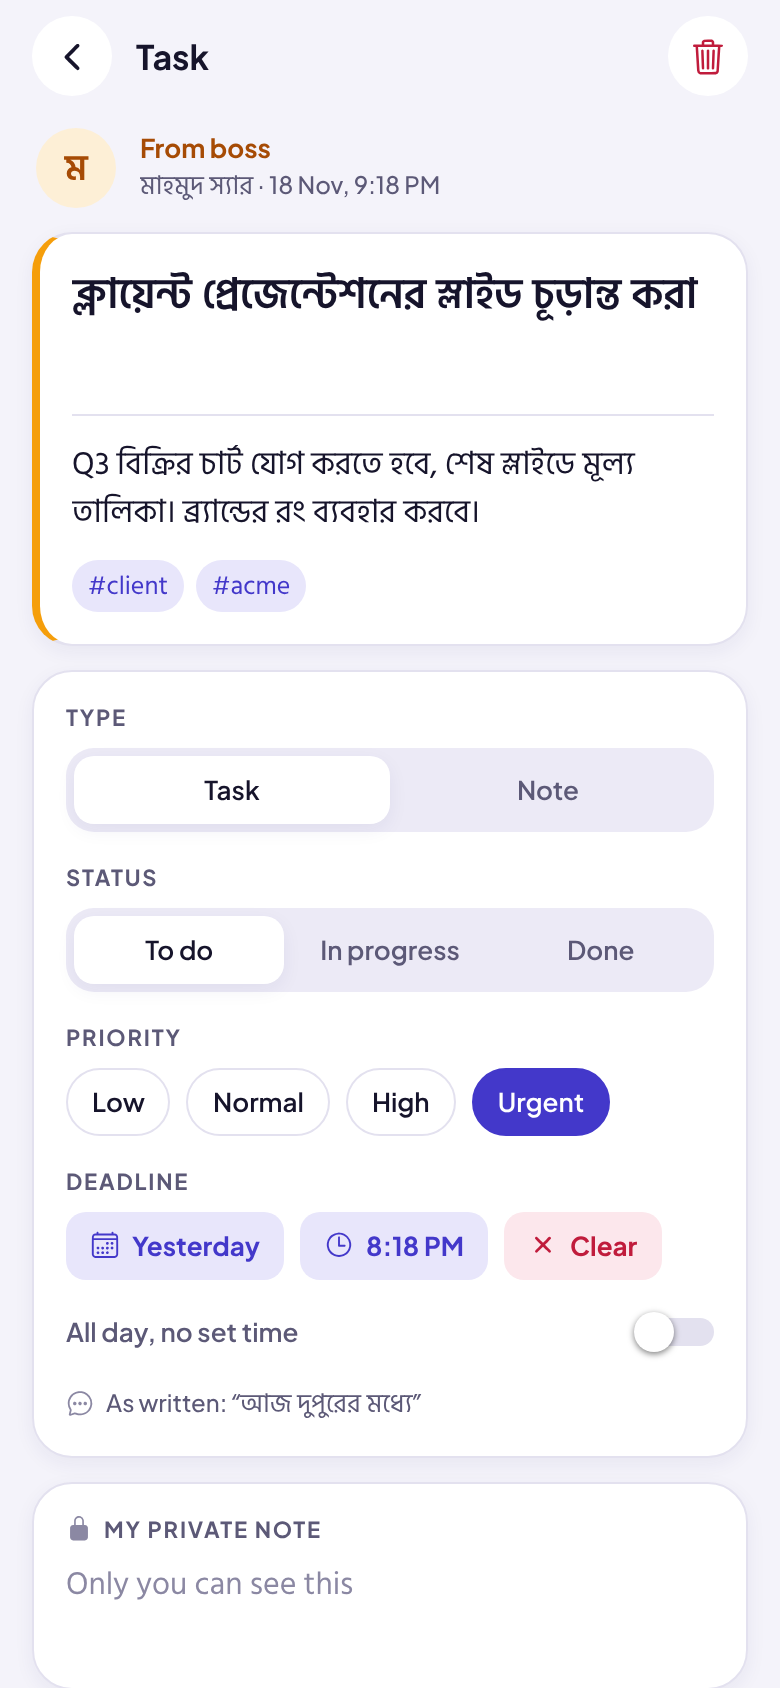 Task
ম
From boss
মাহমুদ স্যার · 18 Nov, 9:18 PM
ক্লায়েন্ট প্রেজেন্টেশনের স্লাইড চূড়ান্ত করা
Q3 বিক্রির চার্ট যোগ করতে হবে, শেষ স্লাইডে মূল্য
তালিকা। ব্র্যান্ডের রং ব্যবহার করবে।
#client #acme
TYPE
Task Note
STATUS
To do In progress Done
PRIORITY
Low Normal High Urgent
DEADLINE
Yesterday 8:18 PM Clear
All day, no set time
As written: “আজ দুপুরের মধ্যে”
MY PRIVATE NOTE
Only you can see this